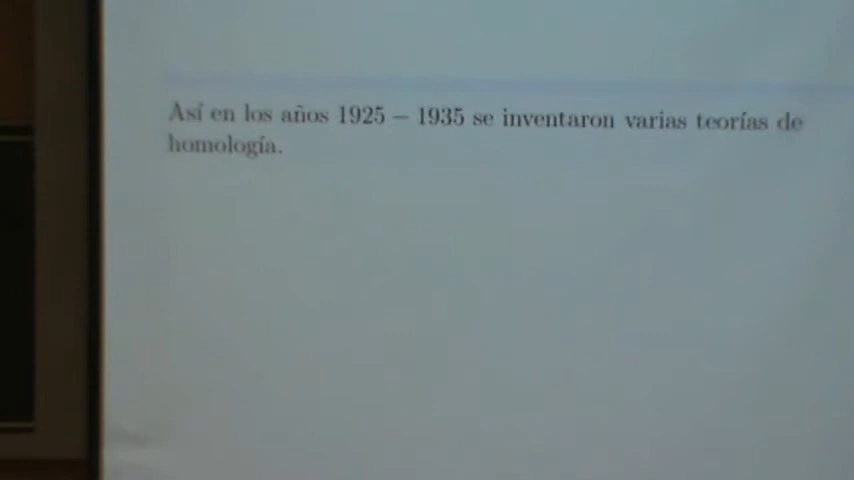 Así en los años 1925 – 1935 se inventaron varias teorías de
homología.